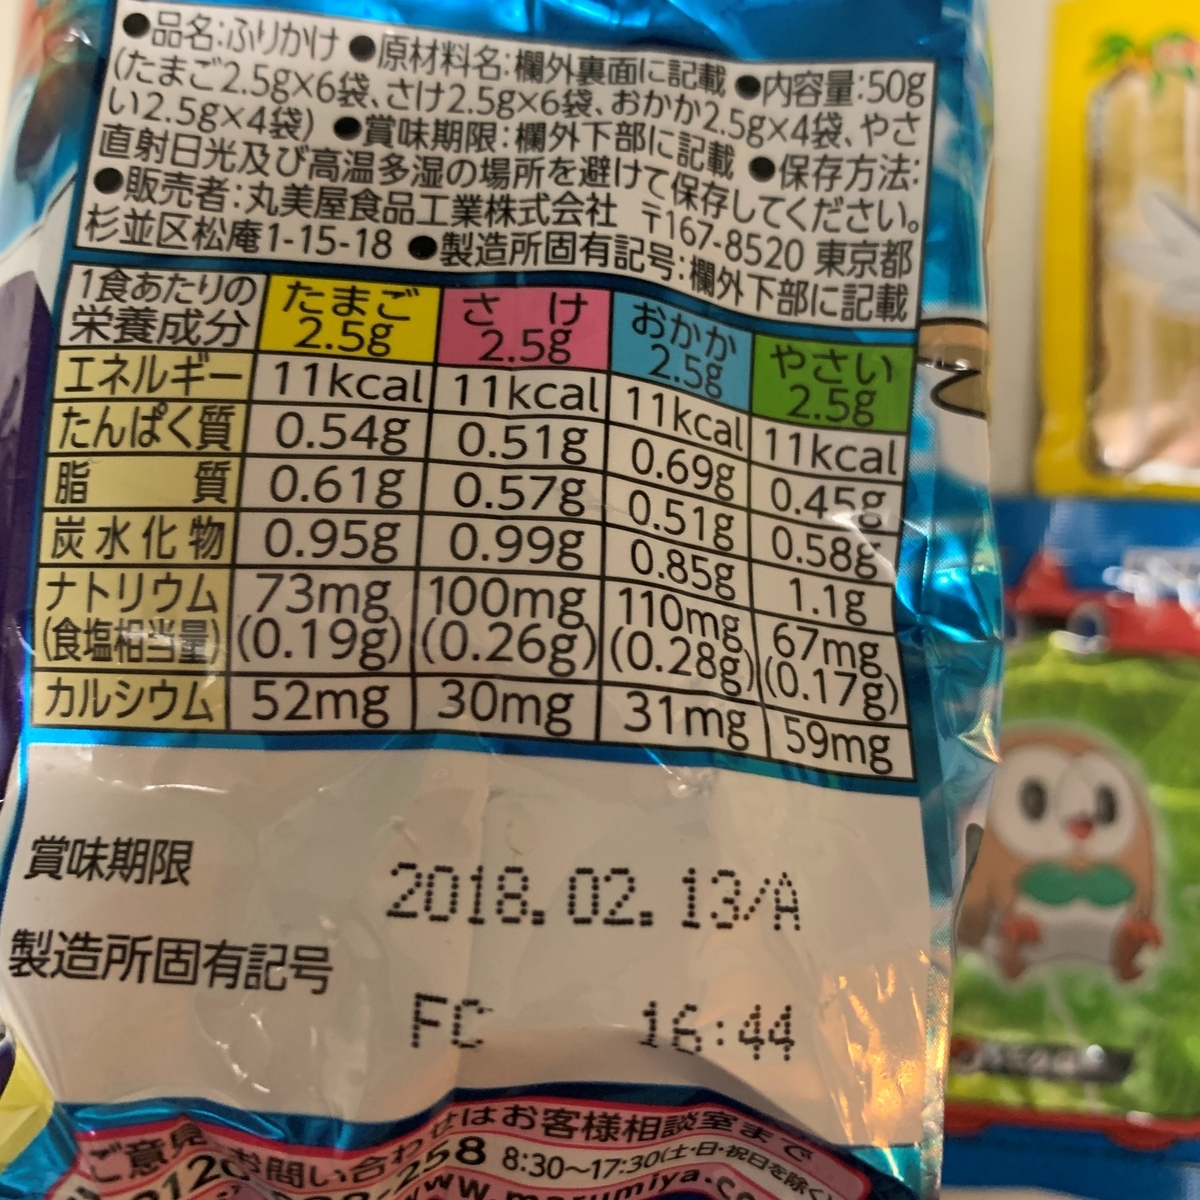 ●品名:ふりかけ ●原材料名:欄外裏面に記載 ●内容量:50g
(たまご2.5g×6袋、さけ2.5g×6袋、おかか2.5g×4袋、やさ
い2.5g×4袋) ●賞味期限:欄外下部に記載 ●保存方法:
直射日光及び高温多湿の場所を避けて保存してください。
●販売者:丸美屋食品工業株式会社 〒167-8520 東京都
杉並区松庵1-15-18 ●製造所固有記号:欄外下部に記載
1食あたりの栄養成分 たまご2.5g さけ2.5g おかか2.5g やさい2.5g
エネルギー 11kcal 11kcal 11kcal 11kcal
たんぱく質 0.54g 0.51g 0.69g 0.45g
脂質 0.61g 0.57g 0.51g 0.58g
炭水化物 0.95g 0.99g 0.85g 1.1g
ナトリウム 73mg 100mg 110mg 67mg
(食塩相当量) (0.19g) (0.26g) (0.28g) (0.17g)
カルシウム 52mg 30mg 31mg 59mg
賞味期限 2018.02.13/A
製造所固有記号 FC 16:44
ご意見 お問い合わせはお客様相談室まで
258 8:30～17:30(土・日・祝日を除く)
www.marumiya.co